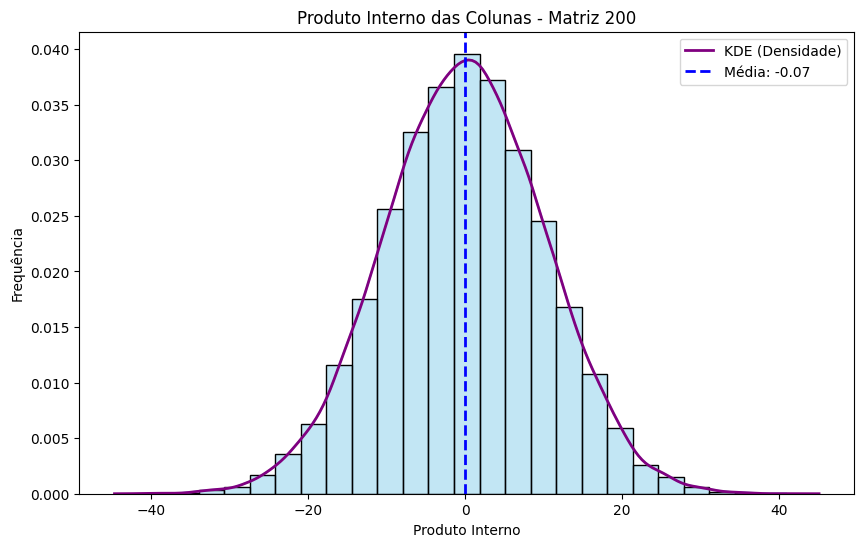 Produto Interno das Colunas - Matriz 200
KDE (Densidade)
Média: -0.07
Frequência
0.040
0.035
0.030
0.025
0.020
0.015
0.010
0.005
0.000
−40
−20
0
20
40
Produto Interno